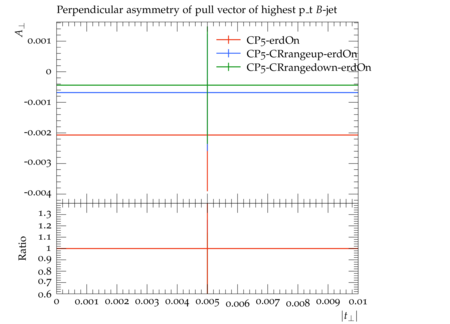 Perpendicular asymmetry of pull vector of highest p_t B-jet
A⊥
CP5-erdOn
CP5-CRrangeup-erdOn
CP5-CRrangedown-erdOn
0.001
0
-0.001
-0.002
-0.003
-0.004
Ratio
1.3
1.2
1.1
1
0.9
0.8
0.7
0.6
0 0.001 0.002 0.003 0.004 0.005 0.006 0.007 0.008 0.009 0.01
|t⊥|